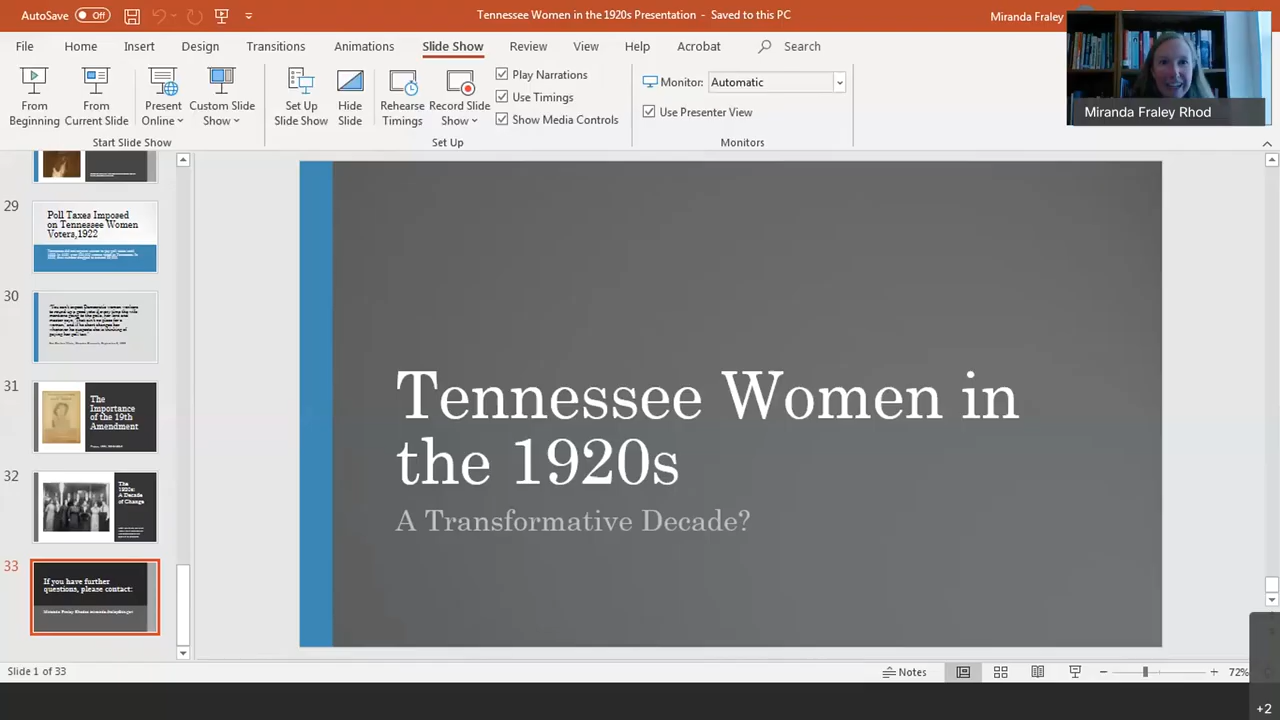 AutoSave Off
Tennessee Women in the 1920s Presentation - Saved to this PC
Miranda Fraley
File Home Insert Design Transitions Animations Slide Show Review View Help Acrobat Search
From Beginning
From Current Slide
Present Online
Custom Slide Show
Start Slide Show
Set Up Slide Show
Hide Slide
Rehearse Timings
Record Slide Show
Play Narrations
Use Timings
Show Media Controls
Set Up
Monitor: Automatic
Use Presenter View
Monitors
Miranda Fraley Rhod
29
Poll Taxes Imposed
on Tennessee Women
Voters, 1922
30
31
The
Importance
of the 19th
Amendment
32
The
1920s:
A Decade
of Change
33
If you have further
questions, please contact:
Tennessee Women in
the 1920s
A Transformative Decade?
Slide 1 of 33
Notes
72%
+2